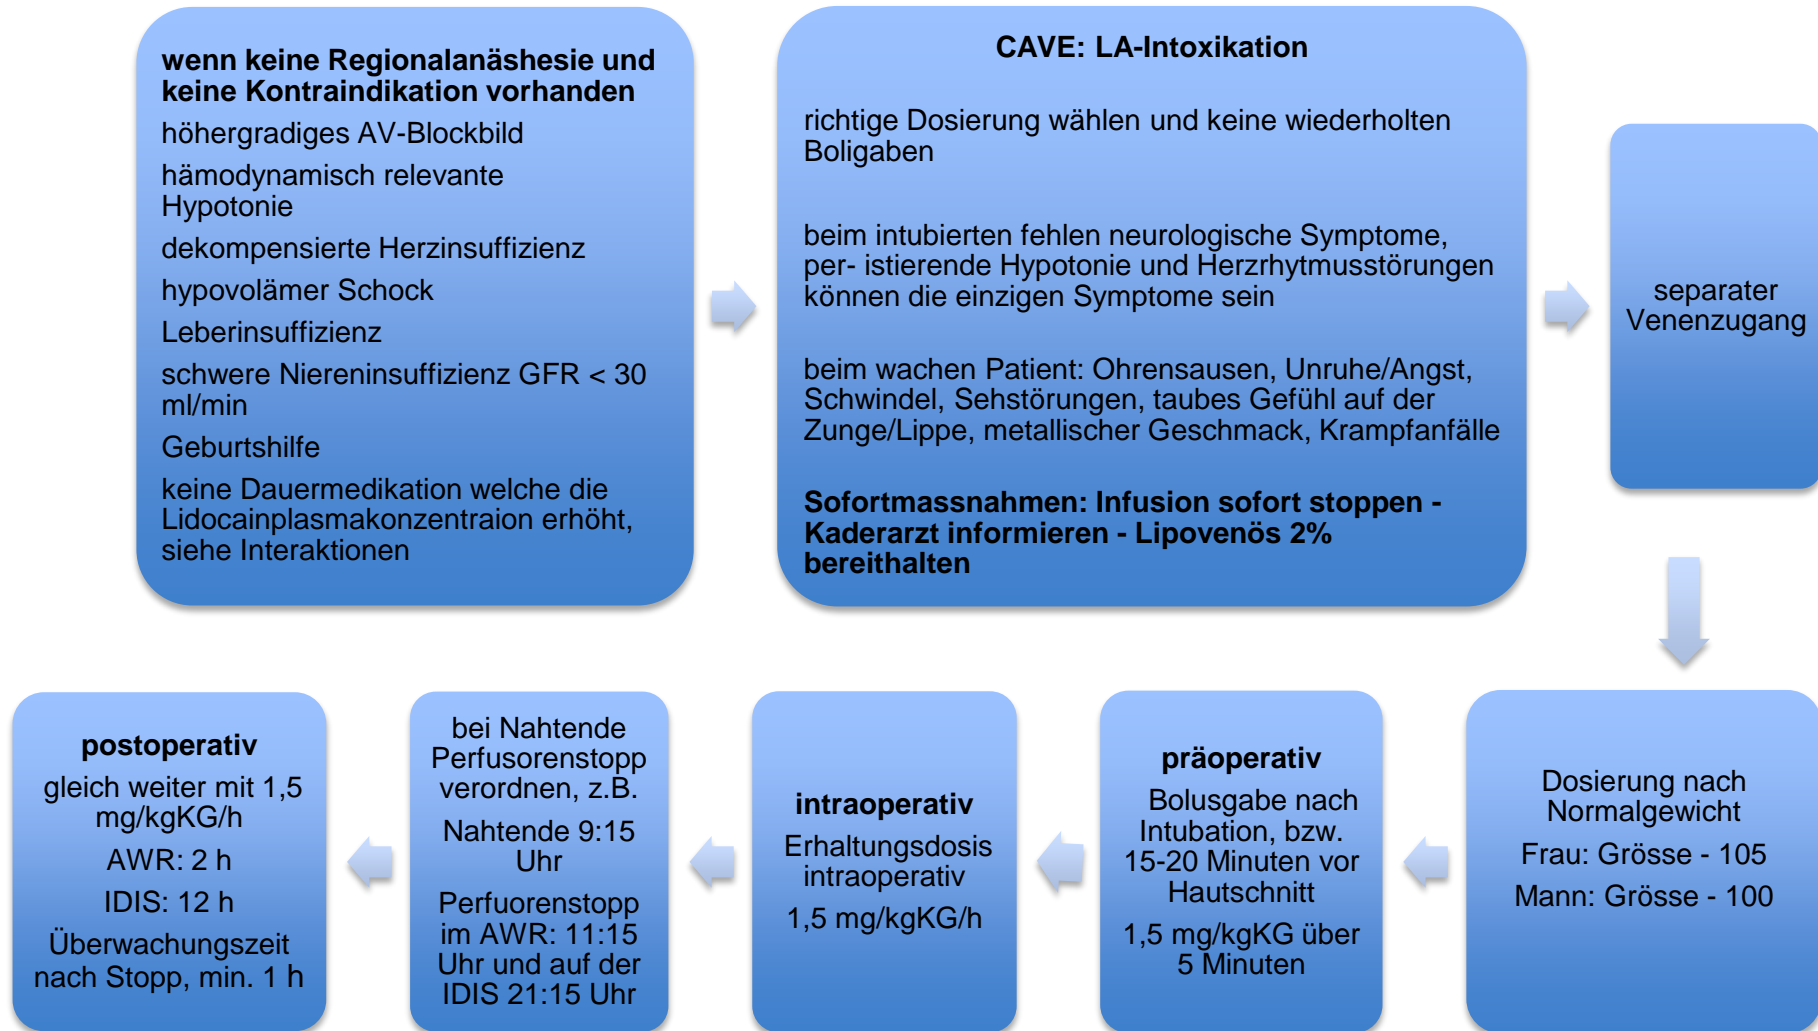 wenn keine Regionalanäshesie und
keine Kontraindikation vorhanden
höhergradiges AV-Blockbild
hämodynamisch relevante
Hypotonie
dekompensierte Herzinsuffizienz
hypovolämer Schock
Leberinsuffizienz
schwere Niereninsuffizienz GFR < 30
ml/min
Geburtshilfe
keine Dauermedikation welche die
Lidocainplasmakonzentraion erhöht,
siehe Interaktionen
CAVE: LA-Intoxikation
richtige Dosierung wählen und keine wiederholten
Boligaben
beim intubierten fehlen neurologische Symptome,
per- istierende Hypotonie und Herzrhytmusstörungen
können die einzigen Symptome sein
beim wachen Patient: Ohrensausen, Unruhe/Angst,
Schwindel, Sehstörungen, taubes Gefühl auf der
Zunge/Lippe, metallischer Geschmack, Krampfanfälle
Sofortmassnahmen: Infusion sofort stoppen -
Kaderarzt informieren - Lipovenös 2%
bereithalten
separater
Venenzugang
Dosierung nach
Normalgewicht
Frau: Grösse - 105
Mann: Grösse - 100
präoperativ
Bolusgabe nach
Intubation, bzw.
15-20 Minuten vor
Hautschnitt
1,5 mg/kgKG über
5 Minuten
intraoperativ
Erhaltungsdosis
intraoperativ
1,5 mg/kgKG/h
bei Nahtende
Perfusorenstopp
verordnen, z.B.
Nahtende 9:15
Uhr
Perfuorenstopp
im AWR: 11:15
Uhr und auf der
IDIS 21:15 Uhr
postoperativ
gleich weiter mit 1,5
mg/kgKG/h
AWR: 2 h
IDIS: 12 h
Überwachungszeit
nach Stopp, min. 1 h